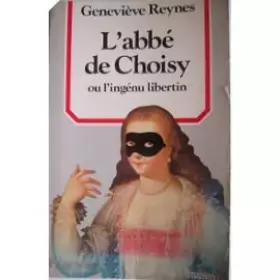 Geneviève Reynes
L'abbé
de Choisy
ou l'ingénu libertin